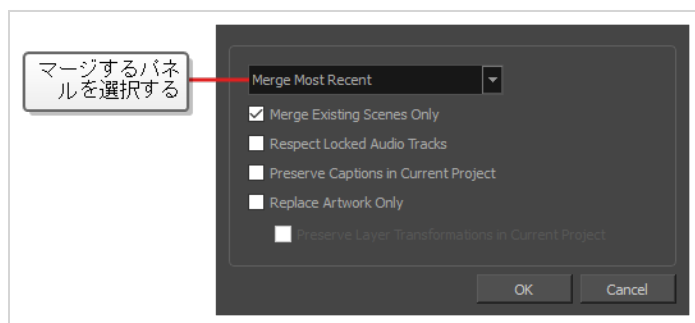 マージするパネ
ルを選択する
Merge Most Recent
Merge Existing Scenes Only
Respect Locked Audio Tracks
Preserve Captions in Current Project
Replace Artwork Only
Preserve Layer Transformations in Current Project
OK Cancel